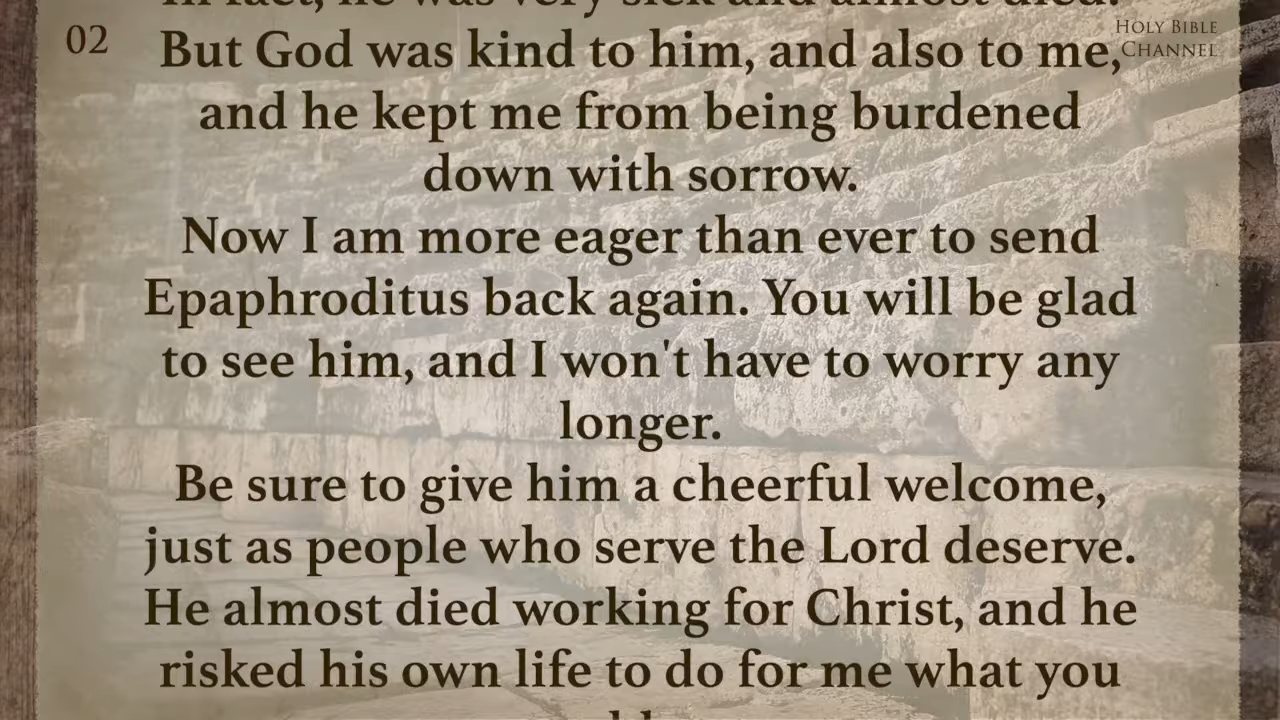 In fact, he was very sick and almost died.
02
HOLY BIBLE
CHANNEL
But God was kind to him, and also to me,
and he kept me from being burdened
down with sorrow.
Now I am more eager than ever to send
Epaphroditus back again. You will be glad
to see him, and I won't have to worry any
longer.
Be sure to give him a cheerful welcome,
just as people who serve the Lord deserve.
He almost died working for Christ, and he
risked his own life to do for me what you